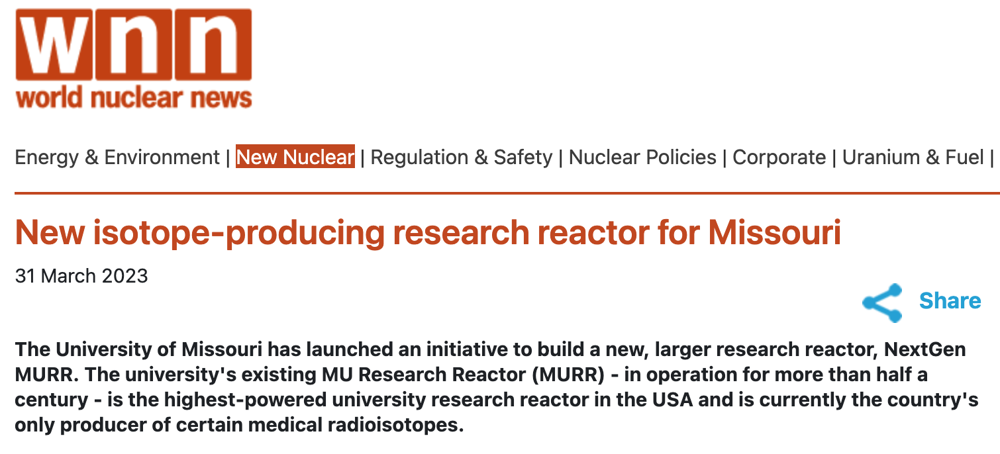 wnn
world nuclear news
Energy & Environment | New Nuclear | Regulation & Safety | Nuclear Policies | Corporate | Uranium & Fuel |
New isotope-producing research reactor for Missouri
31 March 2023
Share
The University of Missouri has launched an initiative to build a new, larger research reactor, NextGen
MURR. The university's existing MU Research Reactor (MURR) - in operation for more than half a
century - is the highest-powered university research reactor in the USA and is currently the country's
only producer of certain medical radioisotopes.